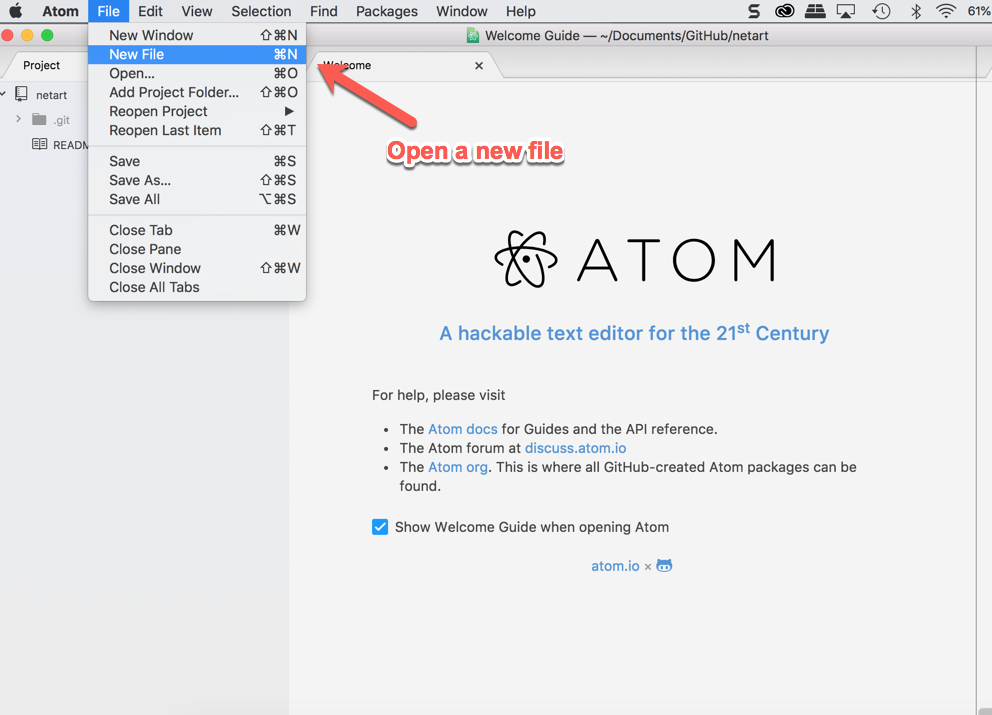 Atom File Edit View Selection Find Packages Window Help 61%
Welcome Guide — ~/Documents/GitHub/netart
New Window ⇧⌘N
New File ⌘N
Open... ⌘O
Add Project Folder... ⇧⌘O
Reopen Project ▶
Reopen Last Item ⇧⌘T
Save ⌘S
Save As... ⇧⌘S
Save All ⌥⌘S
Close Tab ⌘W
Close Pane
Close Window ⇧⌘W
Close All Tabs
Project
netart
.git
READM
Welcome ×
Open a new file
ATOM
A hackable text editor for the 21st Century
For help, please visit
• The Atom docs for Guides and the API reference.
• The Atom forum at discuss.atom.io
• The Atom org. This is where all GitHub-created Atom packages can be
found.
Show Welcome Guide when opening Atom
atom.io ×